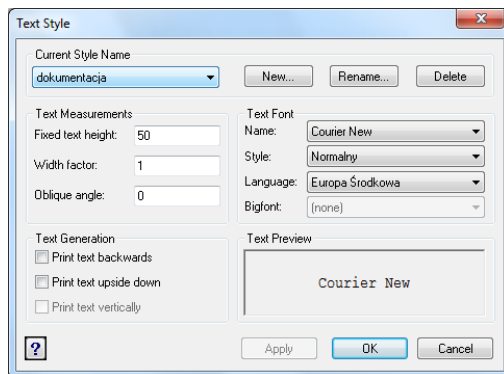 Text Style
Current Style Name
dokumentacja
New...
Rename...
Delete
Text Measurements
Fixed text height:
50
Width factor:
1
Oblique angle:
0
Text Font
Name:
Courier New
Style:
Normalny
Language:
Europa Środkowa
Bigfont:
(none)
Text Generation
Print text backwards
Print text upside down
Print text vertically
Text Preview
Courier New
?
Apply
OK
Cancel